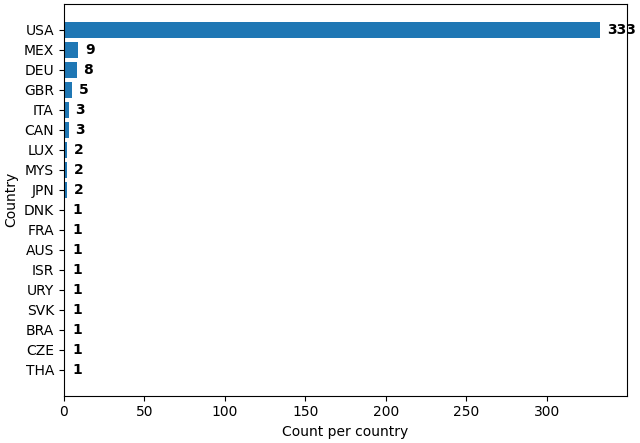 USA 333
MEX 9
DEU 8
GBR 5
ITA 3
CAN 3
LUX 2
MYS 2
JPN 2
DNK 1
FRA 1
AUS 1
ISR 1
URY 1
SVK 1
BRA 1
CZE 1
THA 1
Country
0 50 100 150 200 250 300
Count per country